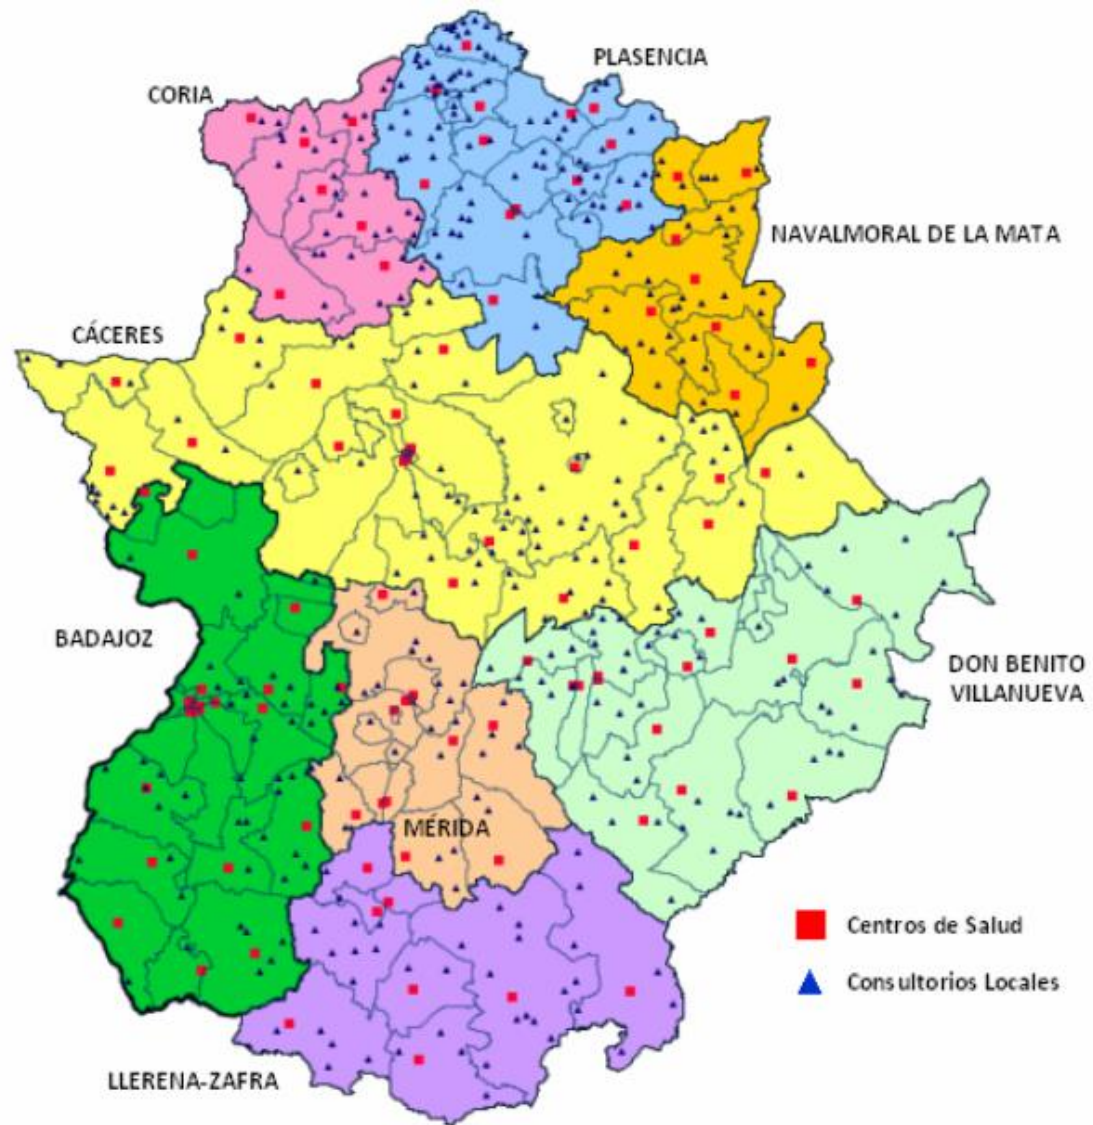 PLASENCIA
CORIA
NAVALMORAL DE LA MATA
CÁCERES
BADAJOZ
DON BENITO
VILLANUEVA
MÉRIDA
Centros de Salud
Consultorios Locales
LLERENA-ZAFRA